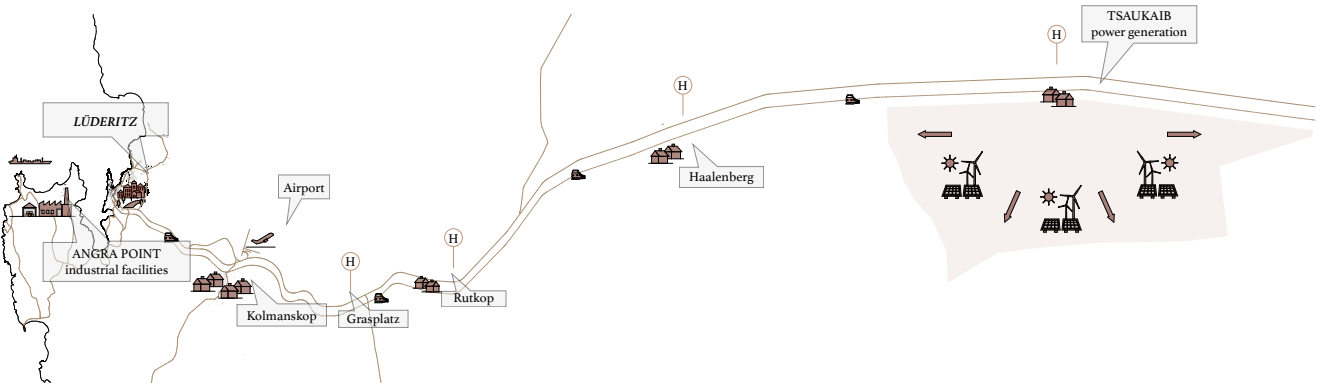 TSAUKAIB
power generation
H
H
LÜDERITZ
Haalenberg
Airport
H
ANGRA POINT
industrial facilities
H
Rutkop
Kolmanskop
Grasplatz